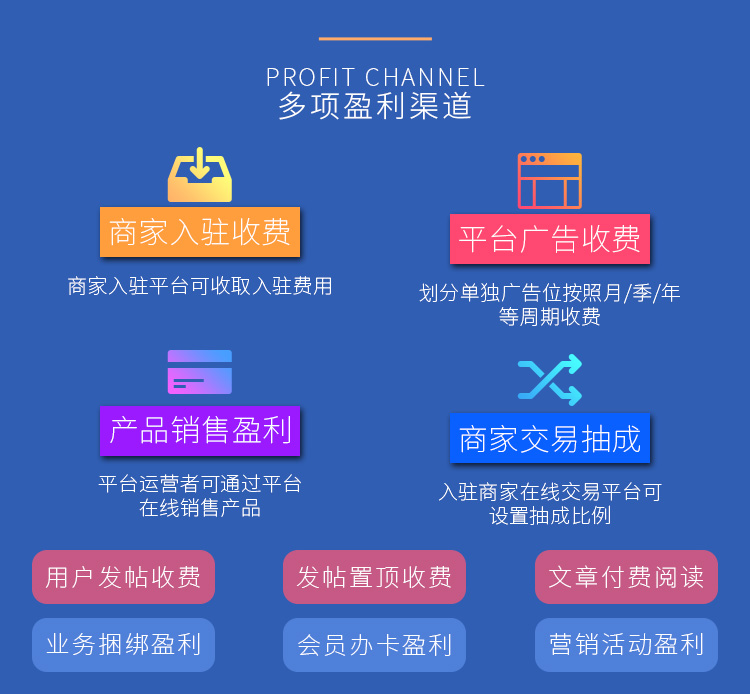 PROFIT CHANNEL
多项盈利渠道
商家入驻收费
商家入驻平台可收取入驻费用
平台广告收费
划分单独广告位按照月/季/年
等周期收费
产品销售盈利
平台运营者可通过平台
在线销售产品
商家交易抽成
入驻商家在线交易平台可
设置抽成比例
用户发帖收费
发帖置顶收费
文章付费阅读
业务捆绑盈利
会员办卡盈利
营销活动盈利